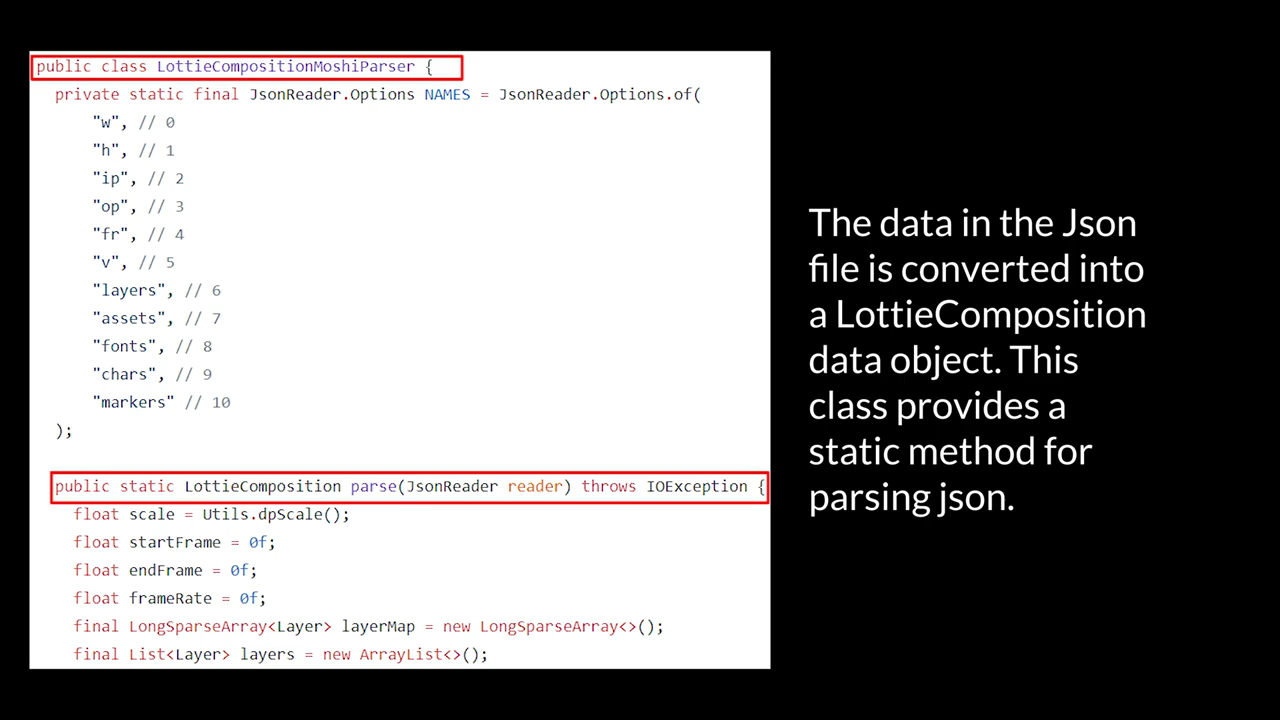 public class LottieCompositionMoshiParser {
private static final JsonReader.Options NAMES = JsonReader.Options.of(
"w", // 0
"h", // 1
"ip", // 2
"op", // 3
"fr", // 4
"v", // 5
"layers", // 6
"assets", // 7
"fonts", // 8
"chars", // 9
"markers" // 10
);
public static LottieComposition parse(JsonReader reader) throws IOException {
float scale = Utils.dpScale();
float startFrame = 0f;
float endFrame = 0f;
float frameRate = 0f;
final LongSparseArray<Layer> layerMap = new LongSparseArray<>();
final List<Layer> layers = new ArrayList<>();
The data in the Json
file is converted into
a LottieComposition
data object. This
class provides a
static method for
parsing json.